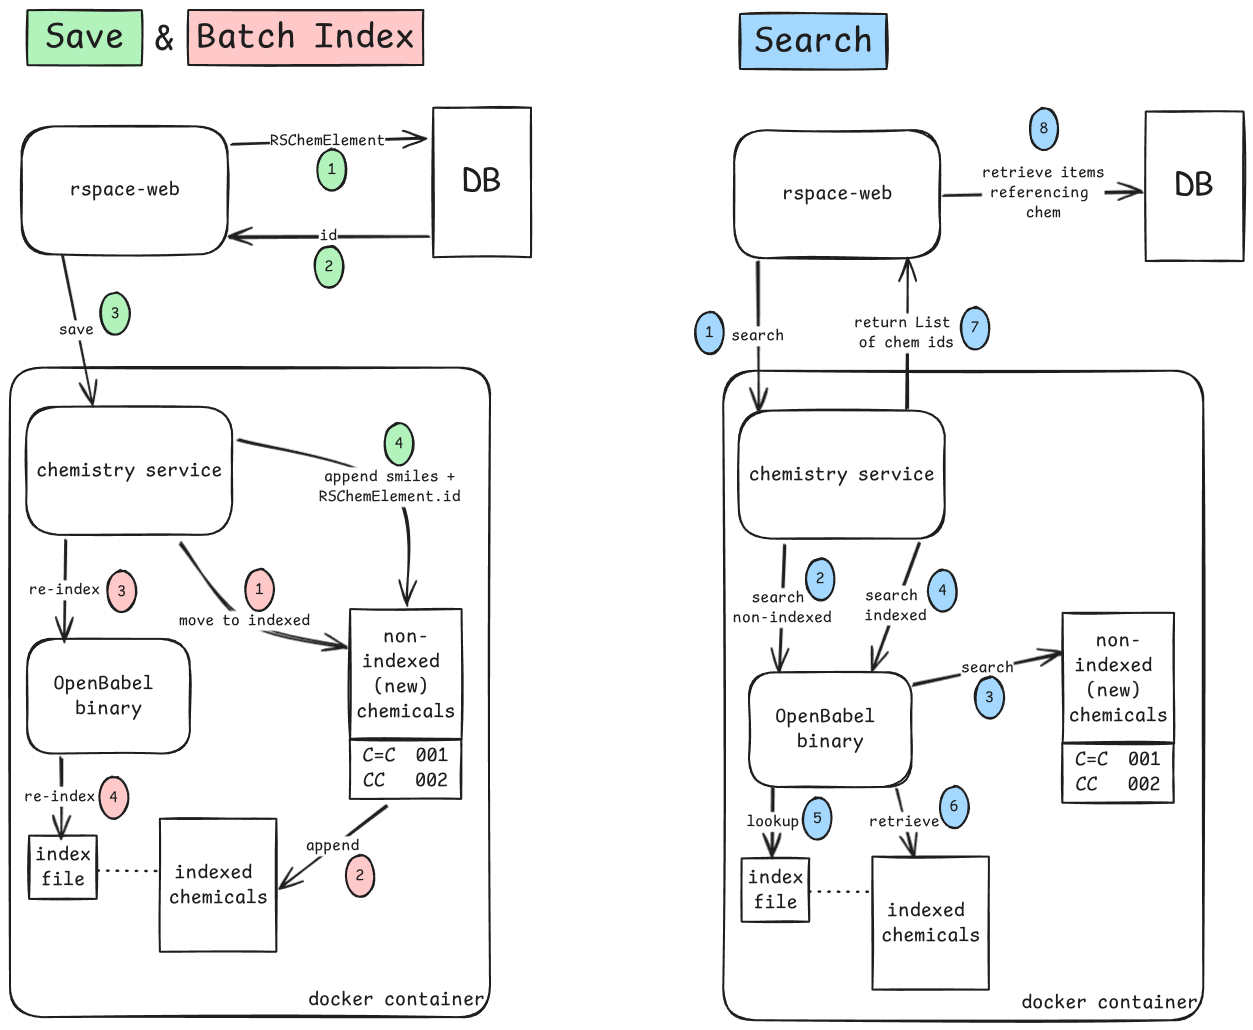 Save & Batch Index
RSChemElement
1
rspace-web
DB
id
2
3
save
chemistry service
4
append smiles +
RSChemElement.id
re-index
3
1
move to indexed
non-
indexed
(new)
chemicals
C=C 001
CC 002
OpenBabel
binary
re-index
4
append
2
index
file
indexed
chemicals
docker container
Search
8
retrieve items
referencing
chem
rspace-web
DB
1
search
return List
of chem ids
7
chemistry service
2
search
non-indexed
search
indexed
4
search
3
non-
indexed
(new)
chemicals
C=C 001
CC 002
OpenBabel
binary
lookup
5
retrieve
6
index
file
indexed
chemicals
docker container